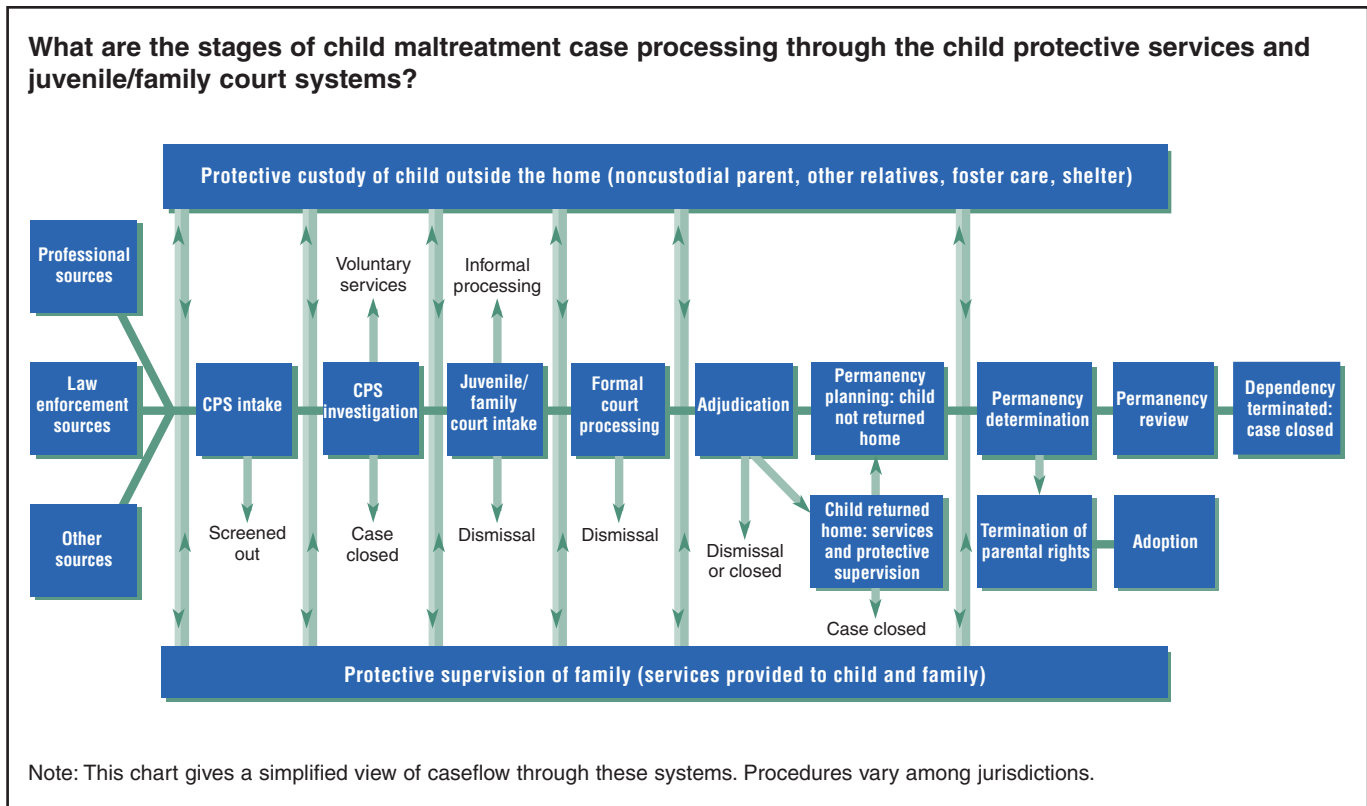 What are the stages of child maltreatment case processing through the child protective services and
juvenile/family court systems?
Protective custody of child outside the home (noncustodial parent, other relatives, foster care, shelter)
Professional
sources
Law
enforcement
sources
Other
sources
CPS intake
Screened
out
Voluntary
services
CPS
investigation
Case
closed
Informal
processing
Juvenile/
family
court intake
Dismissal
Formal
court
processing
Dismissal
Adjudication
Dismissal
or closed
Permanency
planning: child
not returned
home
Child returned
home: services
and protective
supervision
Case closed
Permanency
determination
Termination of
parental rights
Permanency
review
Adoption
Dependency
terminated:
case closed
Protective supervision of family (services provided to child and family)
Note: This chart gives a simplified view of caseflow through these systems. Procedures vary among jurisdictions.